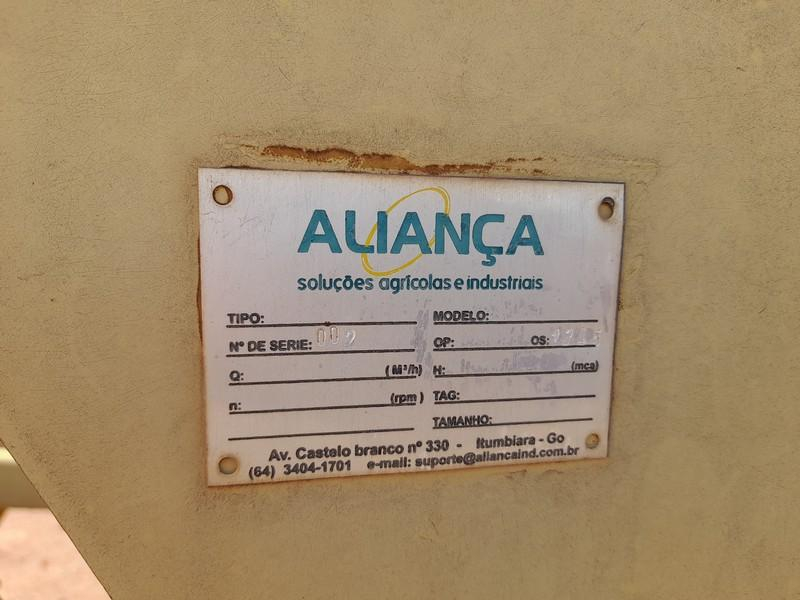 ALIANÇA
soluções agrícolas e industriais
TIPO: MODELO:
Nº DE SERIE: 002 OP: OS:
Q: (M³/h) H: (mca)
n: (rpm) TAG:
TAMANHO:
Av. Castelo branco nº 330 - Itumbiara - Go
(64) 3404-1701 e-mail: suporte@aliancaind.com.br